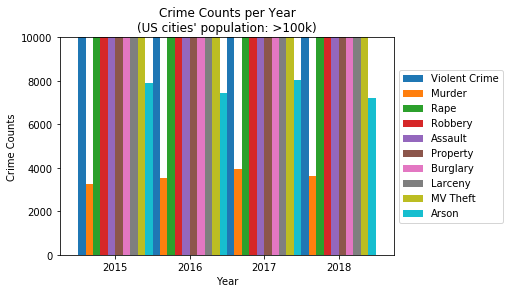 Crime Counts per Year
(US cities' population: >100k)
10000
8000
6000
4000
2000
0
Crime Counts
2015
2016
2017
2018
Year
Violent Crime
Murder
Rape
Robbery
Assault
Property
Burglary
Larceny
MV Theft
Arson